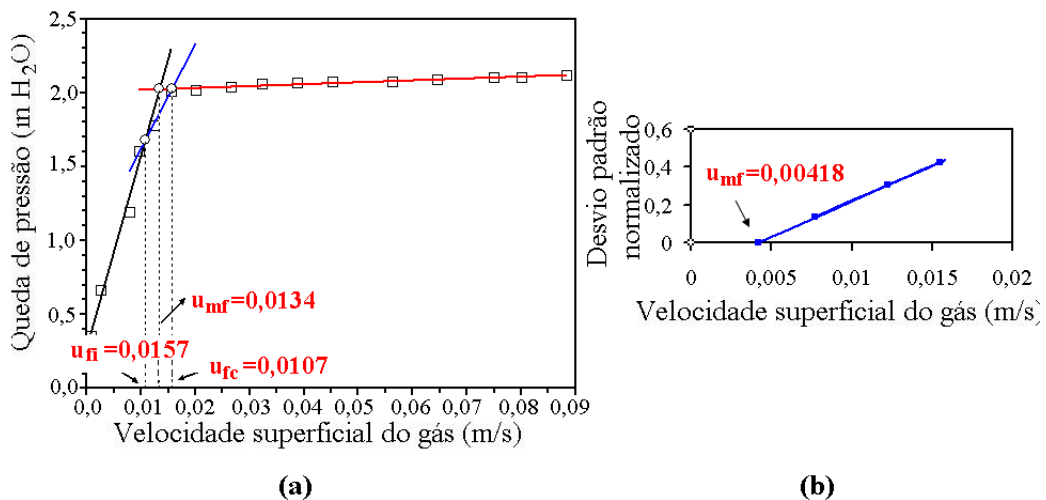 Queda de pressão (in H2O)
2,5
2,0
1,5
1,0
0,5
0,0
umf=0,0134
ufi=0,0157
ufc=0,0107
0,0 0,01 0,02 0,03 0,04 0,05 0,06 0,07 0,08 0,09
Velocidade superficial do gás (m/s)
(a)
Desvio padrão
normalizado
0,6
0,4
0,2
0
umf=0,00418
0 0,005 0,01 0,015 0,02
Velocidade superficial do gás (m/s)
(b)